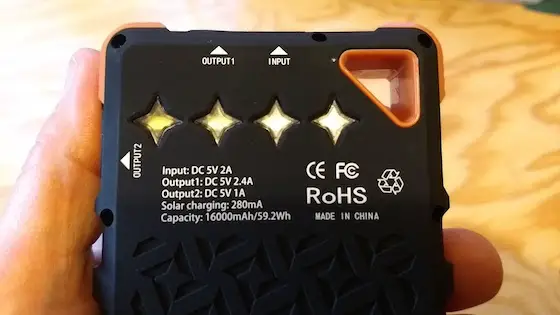 OUTPUT1
INPUT
OUTPUT2
Input: DC 5V 2A
Output1: DC 5V 2.4A
Output2: DC 5V 1A
Solar charging: 280mA
Capacity: 16000mAh/59.2Wh
CE FC
RoHS
MADE IN CHINA